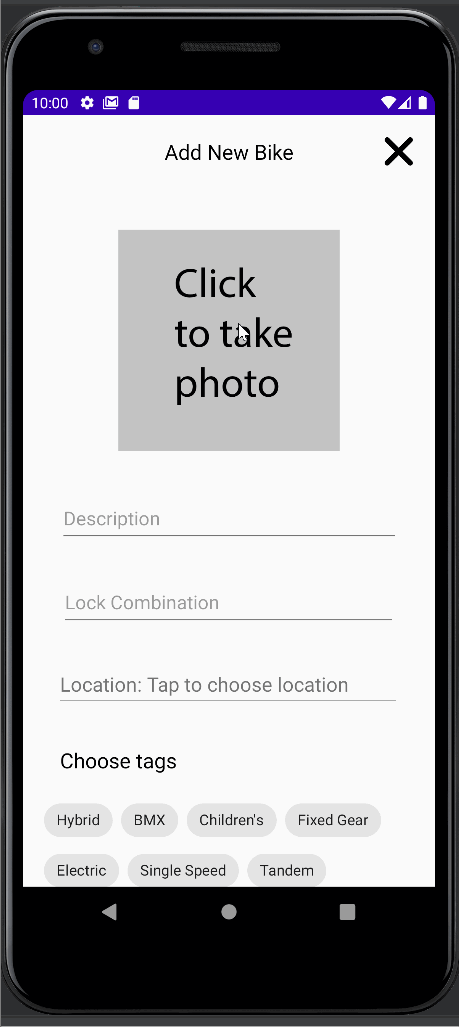 10:00
Add New Bike
Click
to take
photo
Description
Lock Combination
Location: Tap to choose location
Choose tags
Hybrid BMX Children's Fixed Gear
Electric Single Speed Tandem